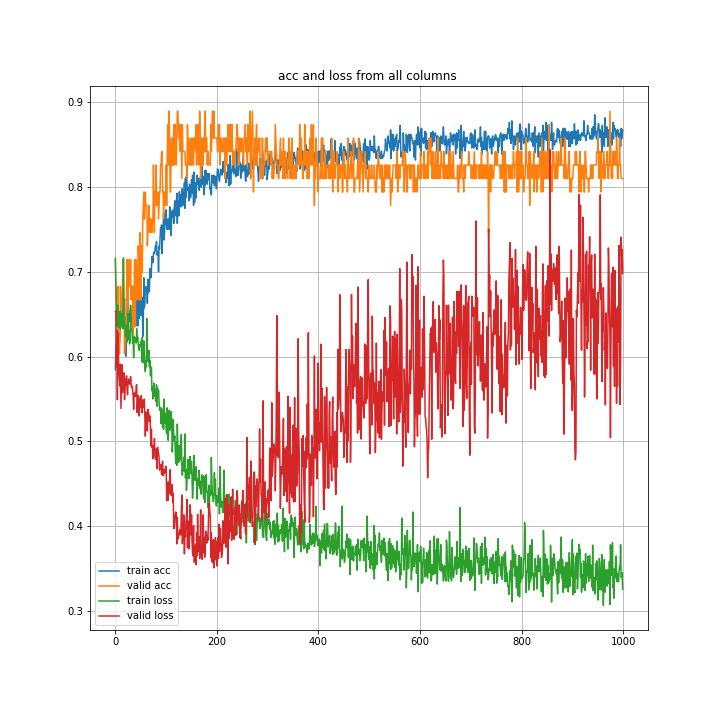 acc and loss from all columns
0.9
0.8
0.7
0.6
0.5
0.4
0.3
train acc
valid acc
train loss
valid loss
0 200 400 600 800 1000